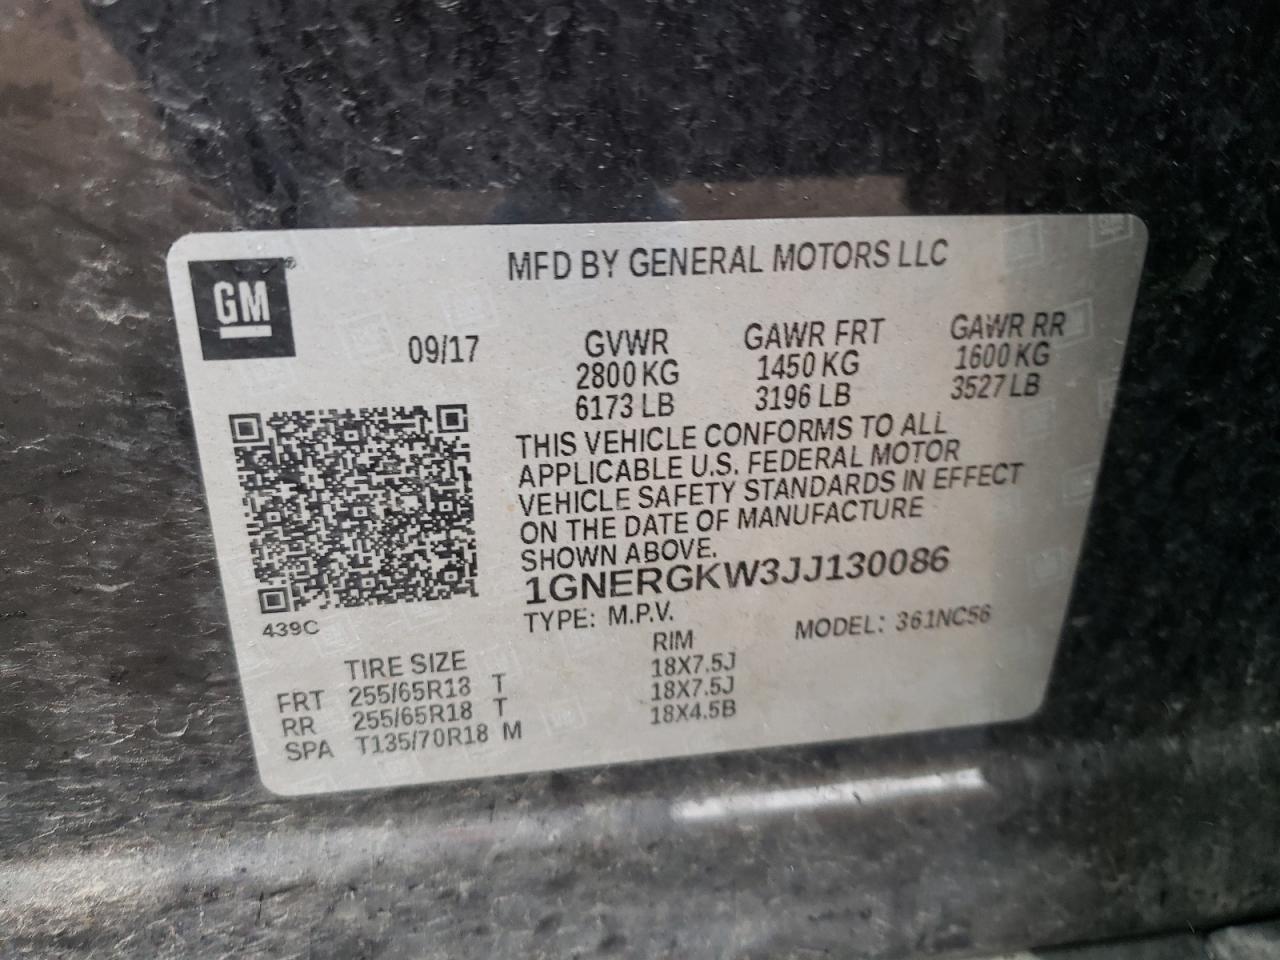 MFD BY GENERAL MOTORS LLC
GM ®
09/17 GVWR GAWR FRT GAWR RR
2800 KG 1450 KG 1600 KG
6173 LB 3196 LB 3527 LB
THIS VEHICLE CONFORMS TO ALL
APPLICABLE U.S. FEDERAL MOTOR
VEHICLE SAFETY STANDARDS IN EFFECT
ON THE DATE OF MANUFACTURE
SHOWN ABOVE.
1GNERGKW3JJ130086
439C
TYPE: M.P.V. MODEL: 361NC56
TIRE SIZE RIM
FRT 255/65R18 T 18X7.5J
RR 255/65R18 T 18X7.5J
SPA T135/70R18 M 18X4.5B